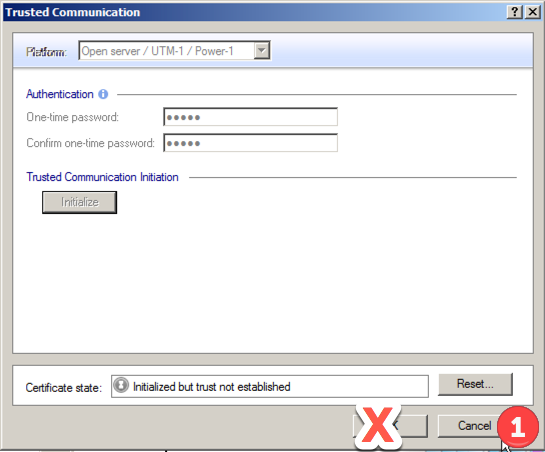 Trusted Communication
Platform: Open server / UTM-1 / Power-1
Authentication
One-time password: •••••
Confirm one-time password: •••••
Trusted Communication Initiation
Initialize
Certificate state: Initialized but trust not established
Reset...
X
Cancel
1